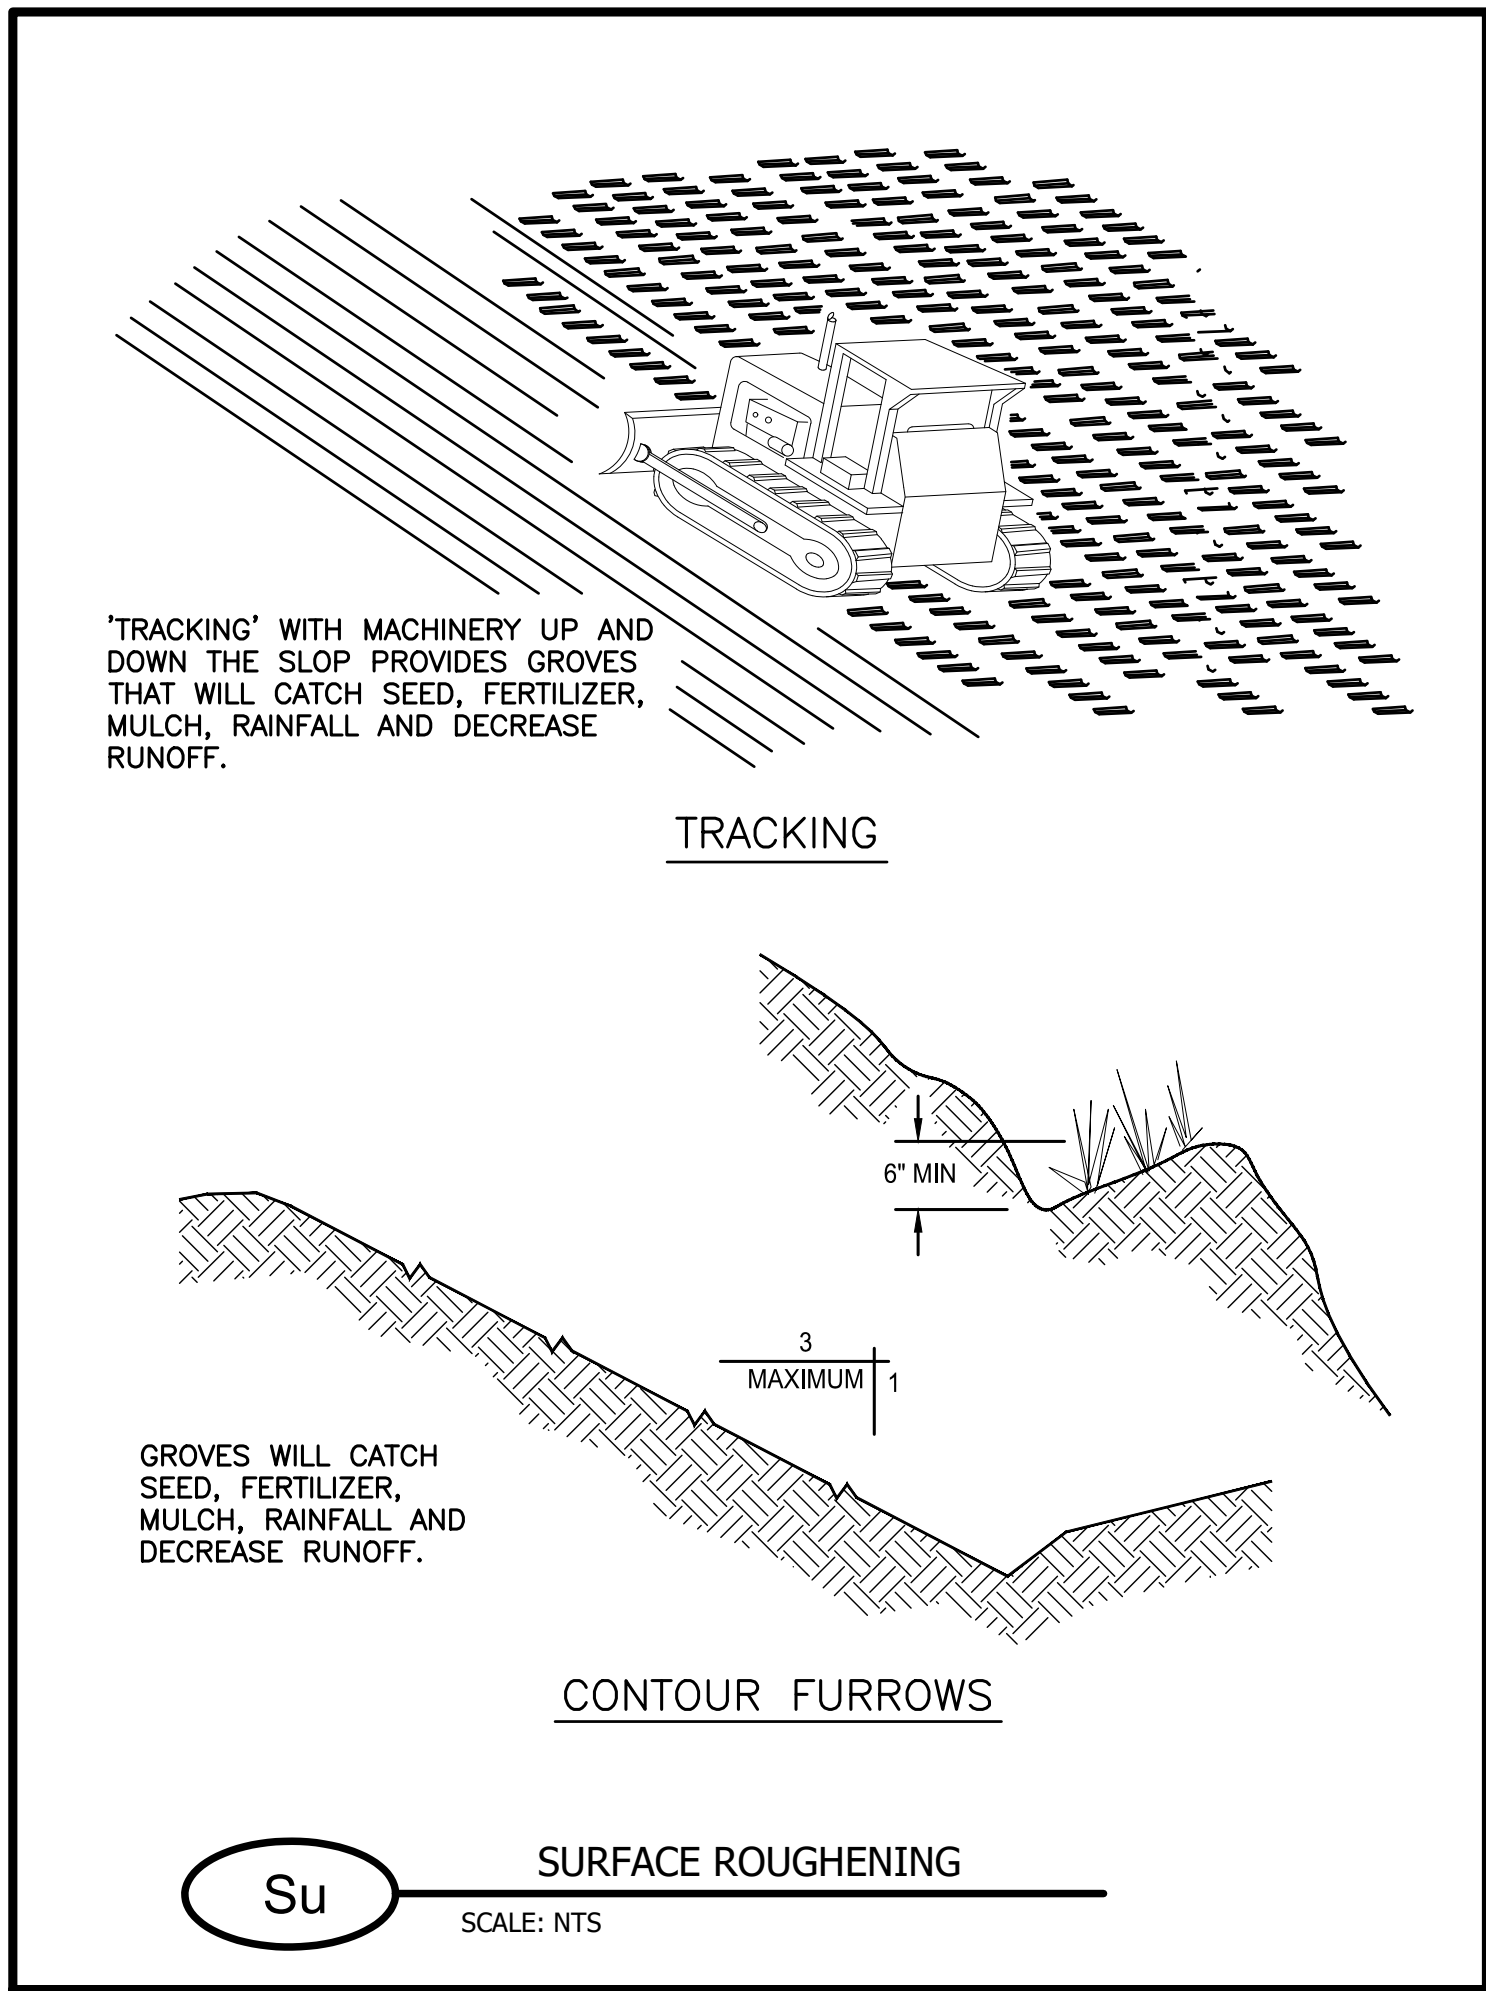 'TRACKING' WITH MACHINERY UP AND
DOWN THE SLOP PROVIDES GROVES
THAT WILL CATCH SEED, FERTILIZER,
MULCH, RAINFALL AND DECREASE
RUNOFF.
TRACKING
6" MIN
3
MAXIMUM 1
GROVES WILL CATCH
SEED, FERTILIZER,
MULCH, RAINFALL AND
DECREASE RUNOFF.
CONTOUR FURROWS
Su
SURFACE ROUGHENING
SCALE: NTS